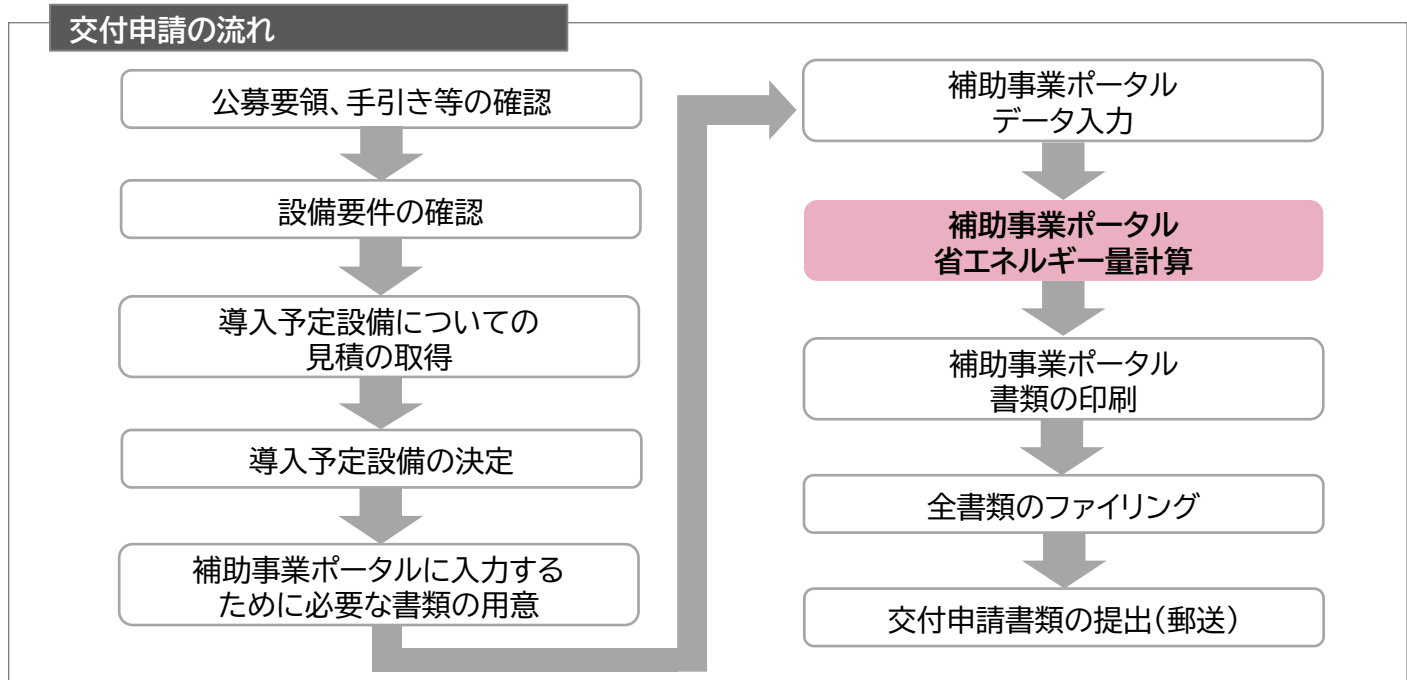 交付申請の流れ
公募要領、手引き等の確認
設備要件の確認
導入予定設備についての
見積の取得
導入予定設備の決定
補助事業ポータルに入力する
ために必要な書類の用意
補助事業ポータル
データ入力
補助事業ポータル
省エネルギー量計算
補助事業ポータル
書類の印刷
全書類のファイリング
交付申請書類の提出(郵送)